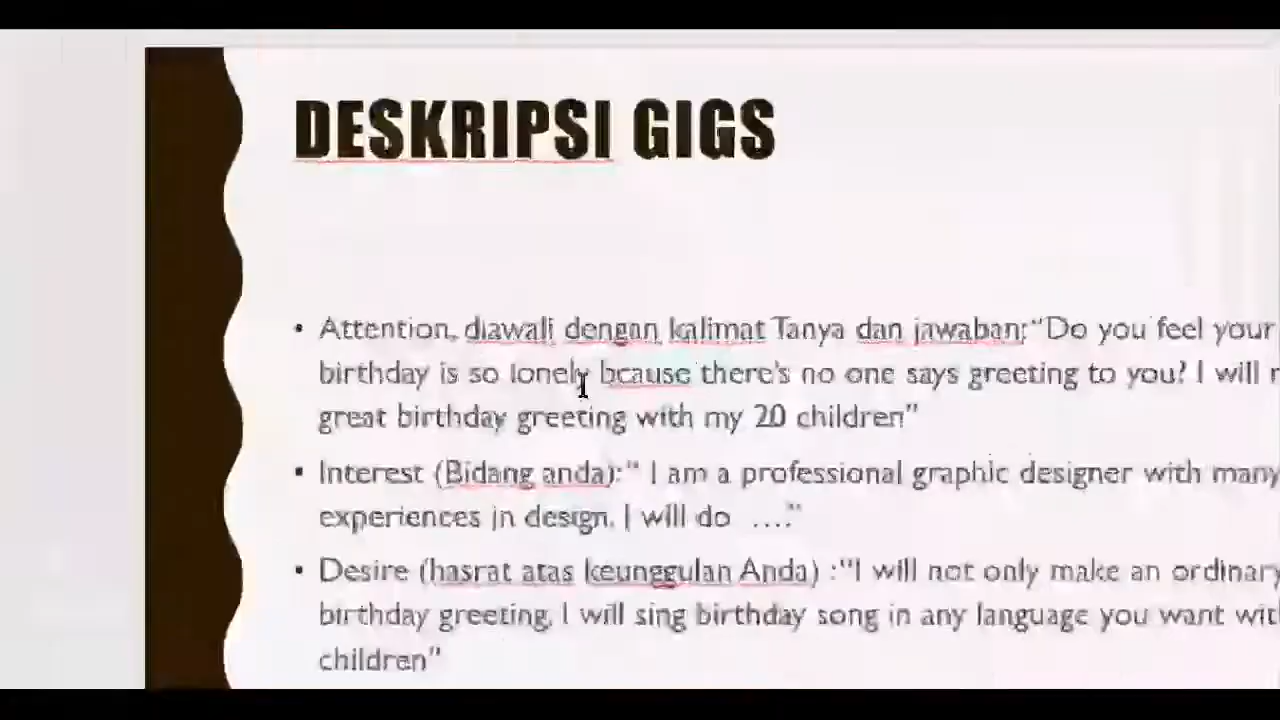 DESKRIPSI GIGS
• Attention, diawali dengan kalimat Tanya dan jawaban: "Do you feel your
birthday is so lonely bcause there's no one says greeting to you? I will
great birthday greeting with my 20 children"
• Interest (Bidang anda): " I am a professional graphic designer with many
experiences in design. I will do ...."
• Desire (hasrat atas keunggulan Anda) :"I will not only make an ordinary
birthday greeting. I will sing birthday song in any language you want
children"